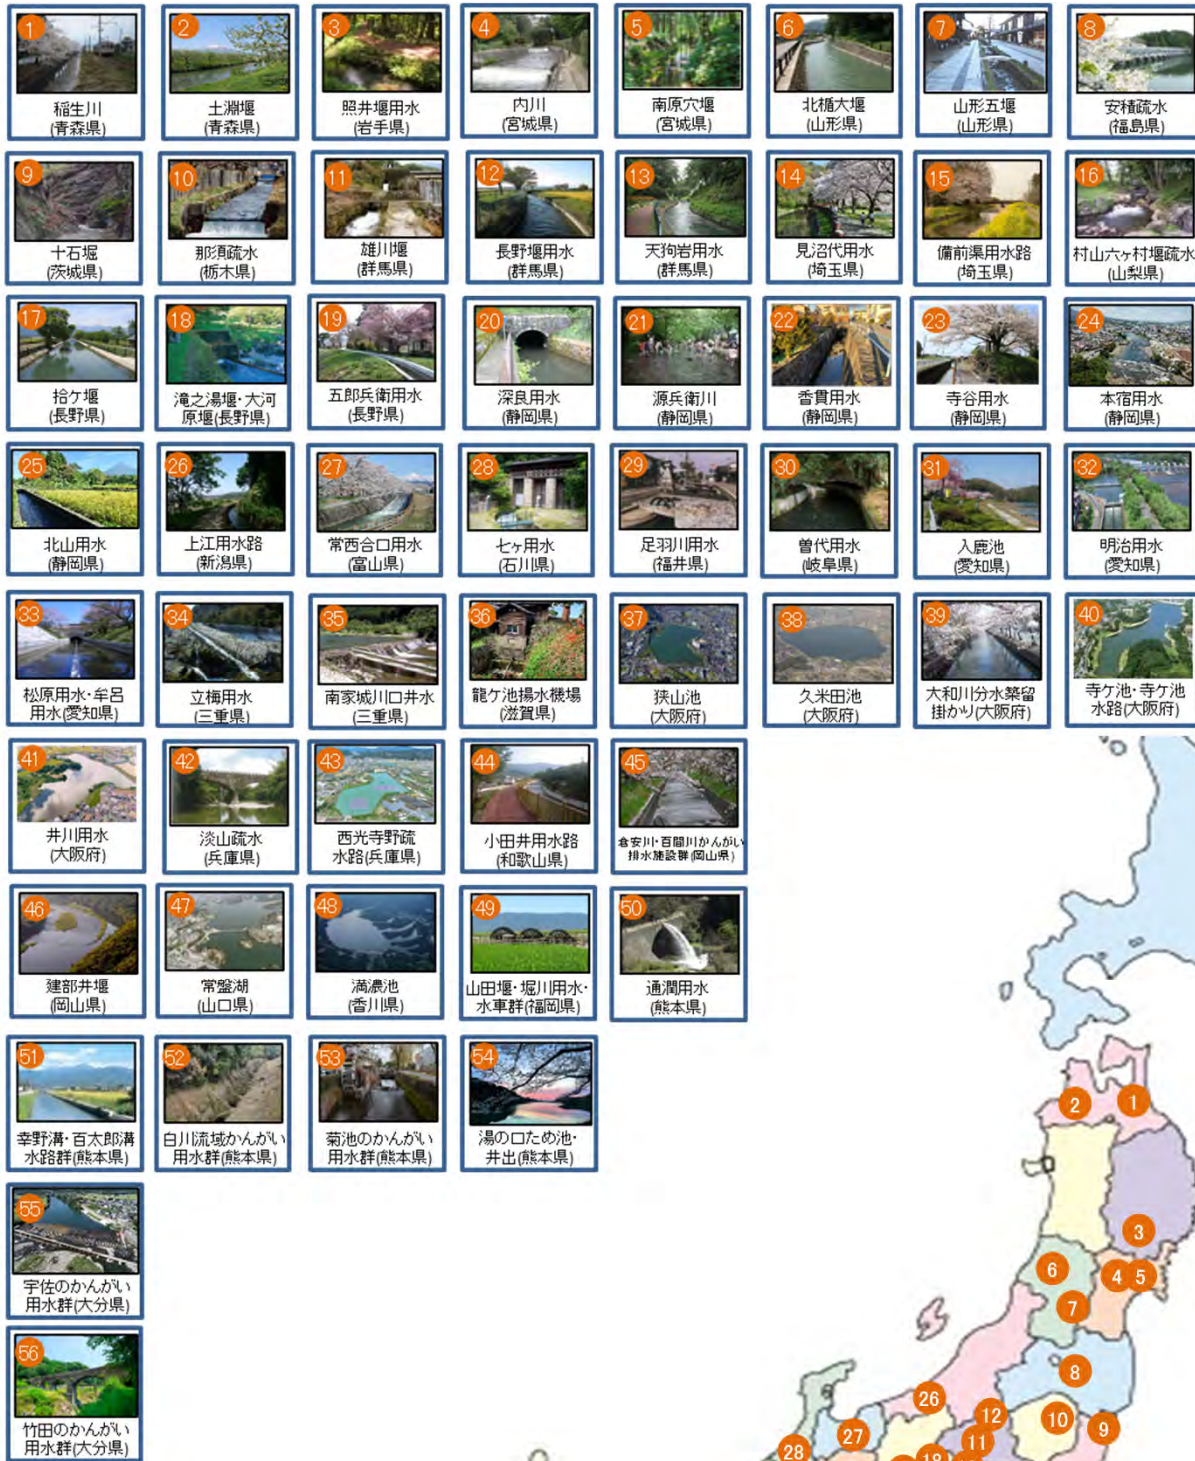 1
稲生川
(青森県)
2
土淵堰
(青森県)
3
照井堰用水
(岩手県)
4
内川
(宮城県)
5
南原穴堰
(宮城県)
6
北楯大堰
(山形県)
7
山形五堰
(山形県)
8
安積疏水
(福島県)
9
十石堀
(茨城県)
10
那須疏水
(栃木県)
11
雄川堰
(群馬県)
12
長野堰用水
(群馬県)
13
天狗岩用水
(群馬県)
14
見沼代用水
(埼玉県)
15
備前渠用水路
(埼玉県)
16
村山六ヶ村堰疏水
(山梨県)
17
拾ケ堰
(長野県)
18
滝之湯堰・大河
原堰(長野県)
19
五郎兵衛用水
(長野県)
20
深良用水
(静岡県)
21
源兵衛川
(静岡県)
22
香貫用水
(静岡県)
23
寺谷用水
(静岡県)
24
本宿用水
(静岡県)
25
北山用水
(静岡県)
26
上江用水路
(新潟県)
27
常西合口用水
(富山県)
28
七ヶ用水
(石川県)
29
足羽川用水
(福井県)
30
曽代用水
(岐阜県)
31
入鹿池
(愛知県)
32
明治用水
(愛知県)
33
松原用水・牟呂
用水(愛知県)
34
立梅用水
(三重県)
35
南家城川口井水
(三重県)
36
龍ケ池揚水機場
(滋賀県)
37
狭山池
(大阪府)
38
久米田池
(大阪府)
39
大和川分水築留
掛かり(大阪府)
40
寺ケ池・寺ケ池
水路(大阪府)
41
井川用水
(大阪府)
42
淡山疏水
(兵庫県)
43
西光寺野疏
水路(兵庫県)
44
小田井用水路
(和歌山県)
45
倉安川・百間川かんがい
排水施設群(岡山県)
46
建部井堰
(岡山県)
47
常盤湖
(山口県)
48
満濃池
(香川県)
49
山田堰・堀川用水・
水車群(福岡県)
50
通潤用水
(熊本県)
51
幸野溝・百太郎溝
水路群(熊本県)
52
白川流域かんがい
用水群(熊本県)
53
菊池のかんがい
用水群(熊本県)
54
湯の口ため池・
井出(熊本県)
55
宇佐のかんがい
用水群(大分県)
56
竹田のかんがい
用水群(大分県)
2
1
3
6
4
5
7
8
26
12
10
9
27
11
28
18